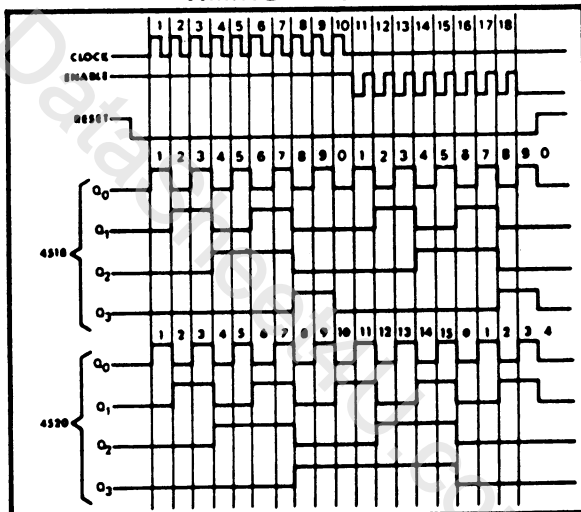 1 2 3 4 5 6 7 8 9 10 11 12 13 14 15 16 17 18
CLOCK
ENABLE
RESET
1 2 3 4 5 6 7 8 9 0 1 2 3 4 5 6 7 8 9 0
4518
Q0
Q1
Q2
Q3
1 2 3 4 5 6 7 8 9 10 11 12 13 14 15 0 1 2 3 4
4520
Q0
Q1
Q2
Q3
DataSheet4U.com